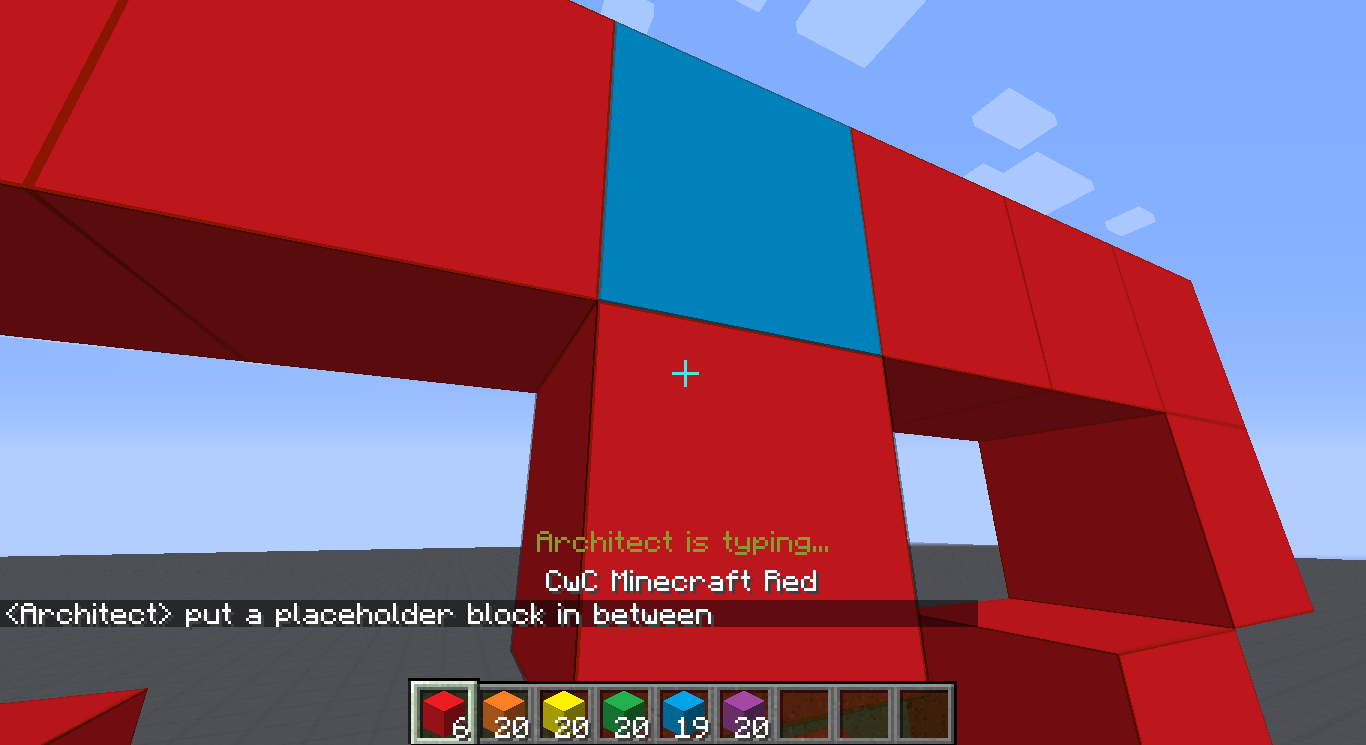 Architect is typing...
CwC Minecraft Red
<Architect> put a placeholder block in between
6 20 20 20 19 20